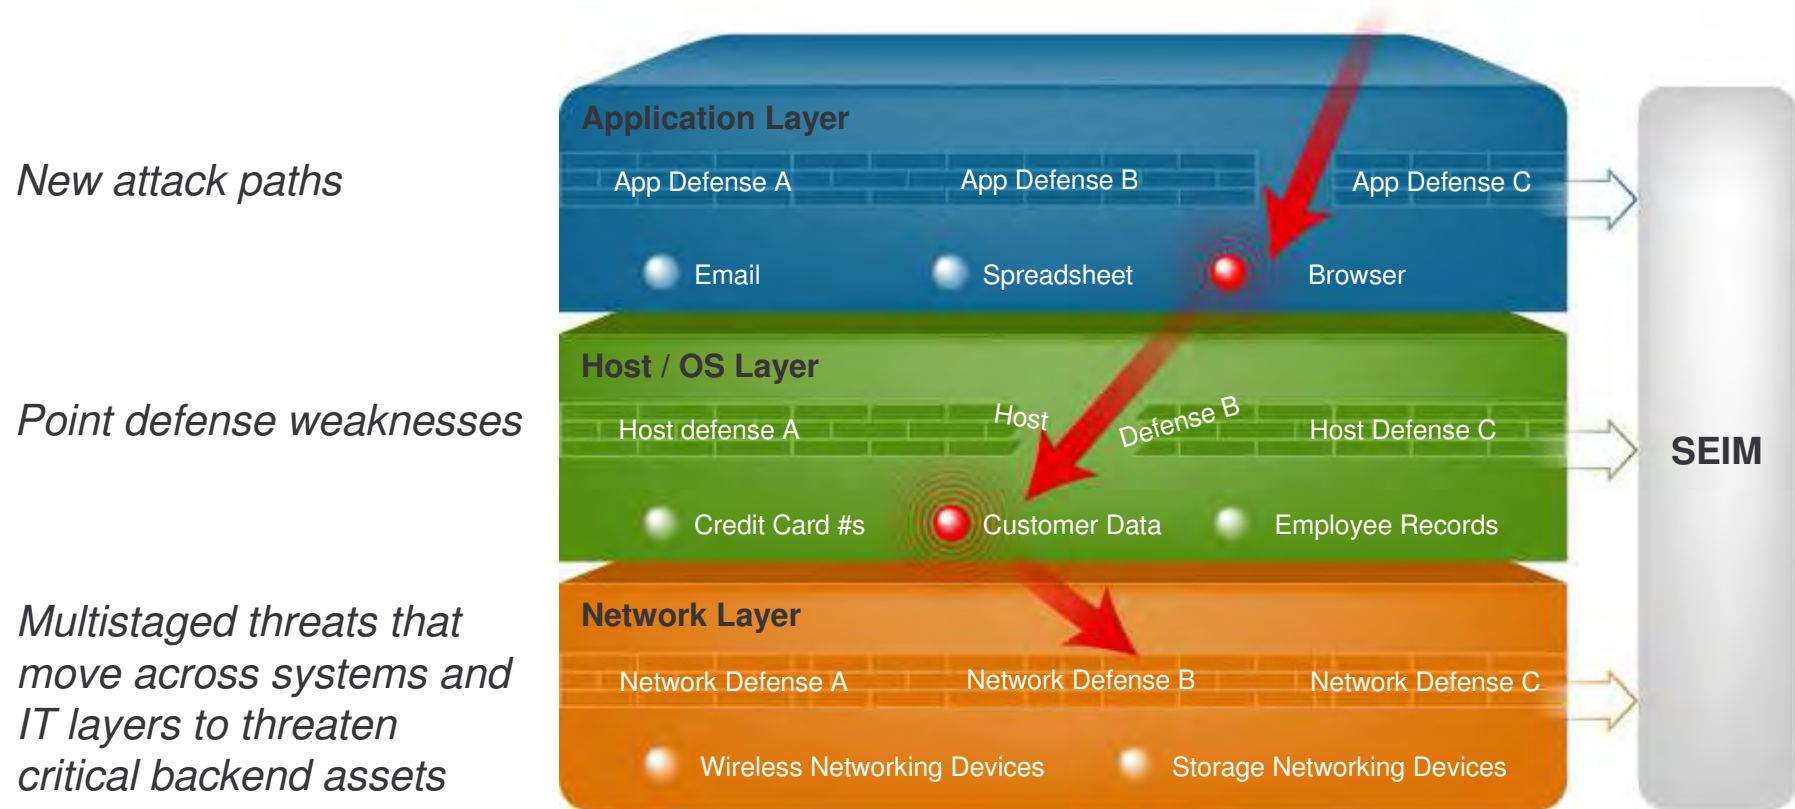 New attack paths
Point defense weaknesses
Multistaged threats that
move across systems and
IT layers to threaten
critical backend assets
Application Layer
App Defense A
App Defense B
App Defense C
Email
Spreadsheet
Browser
Host / OS Layer
Host defense A
Host Defense B
Host Defense C
Credit Card #s
Customer Data
Employee Records
Network Layer
Network Defense A
Network Defense B
Network Defense C
Wireless Networking Devices
Storage Networking Devices
SEIM